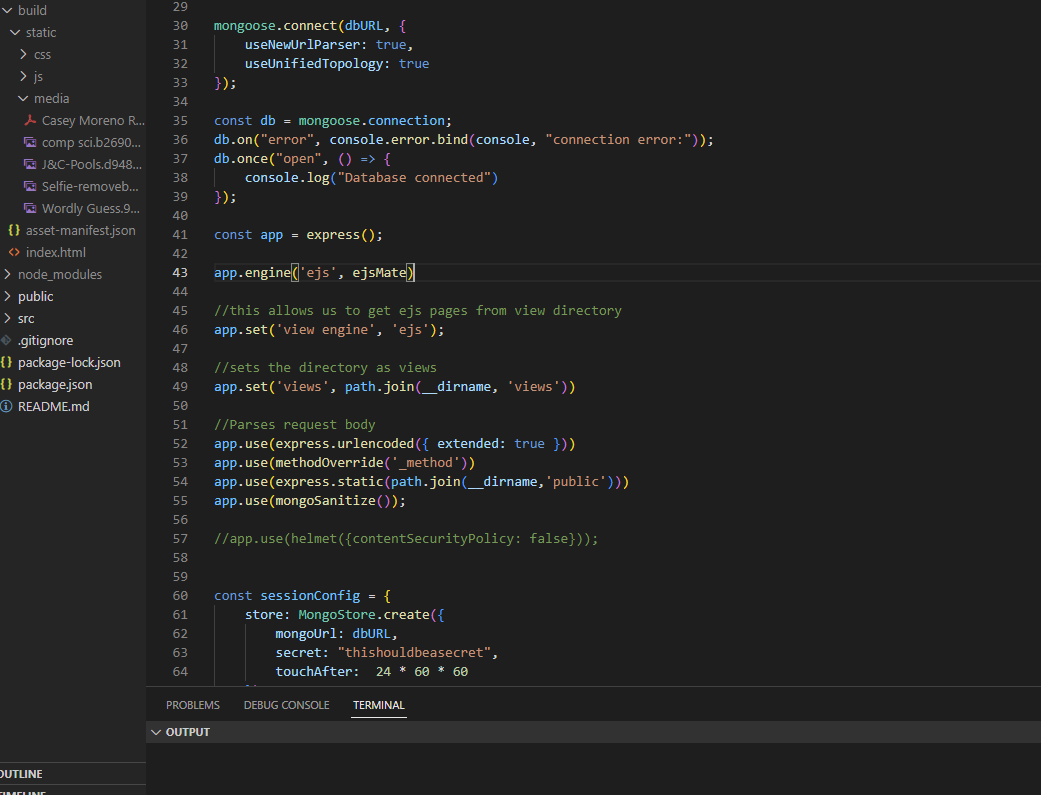 build
static
css
js
media
Casey Moreno R...
comp sci.b2690...
J&C-Pools.d948...
Selfie-removeb...
Wordly Guess.9...
asset-manifest.json
index.html
node_modules
public
src
.gitignore
package-lock.json
package.json
README.md
OUTLINE
TIMELINE
29
30 mongoose.connect(dbURL, {
31     useNewUrlParser: true,
32     useUnifiedTopology: true
33 });
34
35 const db = mongoose.connection;
36 db.on("error", console.error.bind(console, "connection error:"));
37 db.once("open", () => {
38     console.log("Database connected")
39 });
40
41 const app = express();
42
43 app.engine('ejs', ejsMate)
44
45 //this allows us to get ejs pages from view directory
46 app.set('view engine', 'ejs');
47
48 //sets the directory as views
49 app.set('views', path.join(__dirname, 'views'))
50
51 //Parses request body
52 app.use(express.urlencoded({ extended: true }))
53 app.use(methodOverride('_method'))
54 app.use(express.static(path.join(__dirname,'public')))
55 app.use(mongoSanitize());
56
57 //app.use(helmet({contentSecurityPolicy: false}));
58
59
60 const sessionConfig = {
61     store: MongoStore.create({
62         mongoUrl: dbURL,
63         secret: "thishouldbeasecret",
64         touchAfter:  24 * 60 * 60
PROBLEMS DEBUG CONSOLE TERMINAL
OUTPUT